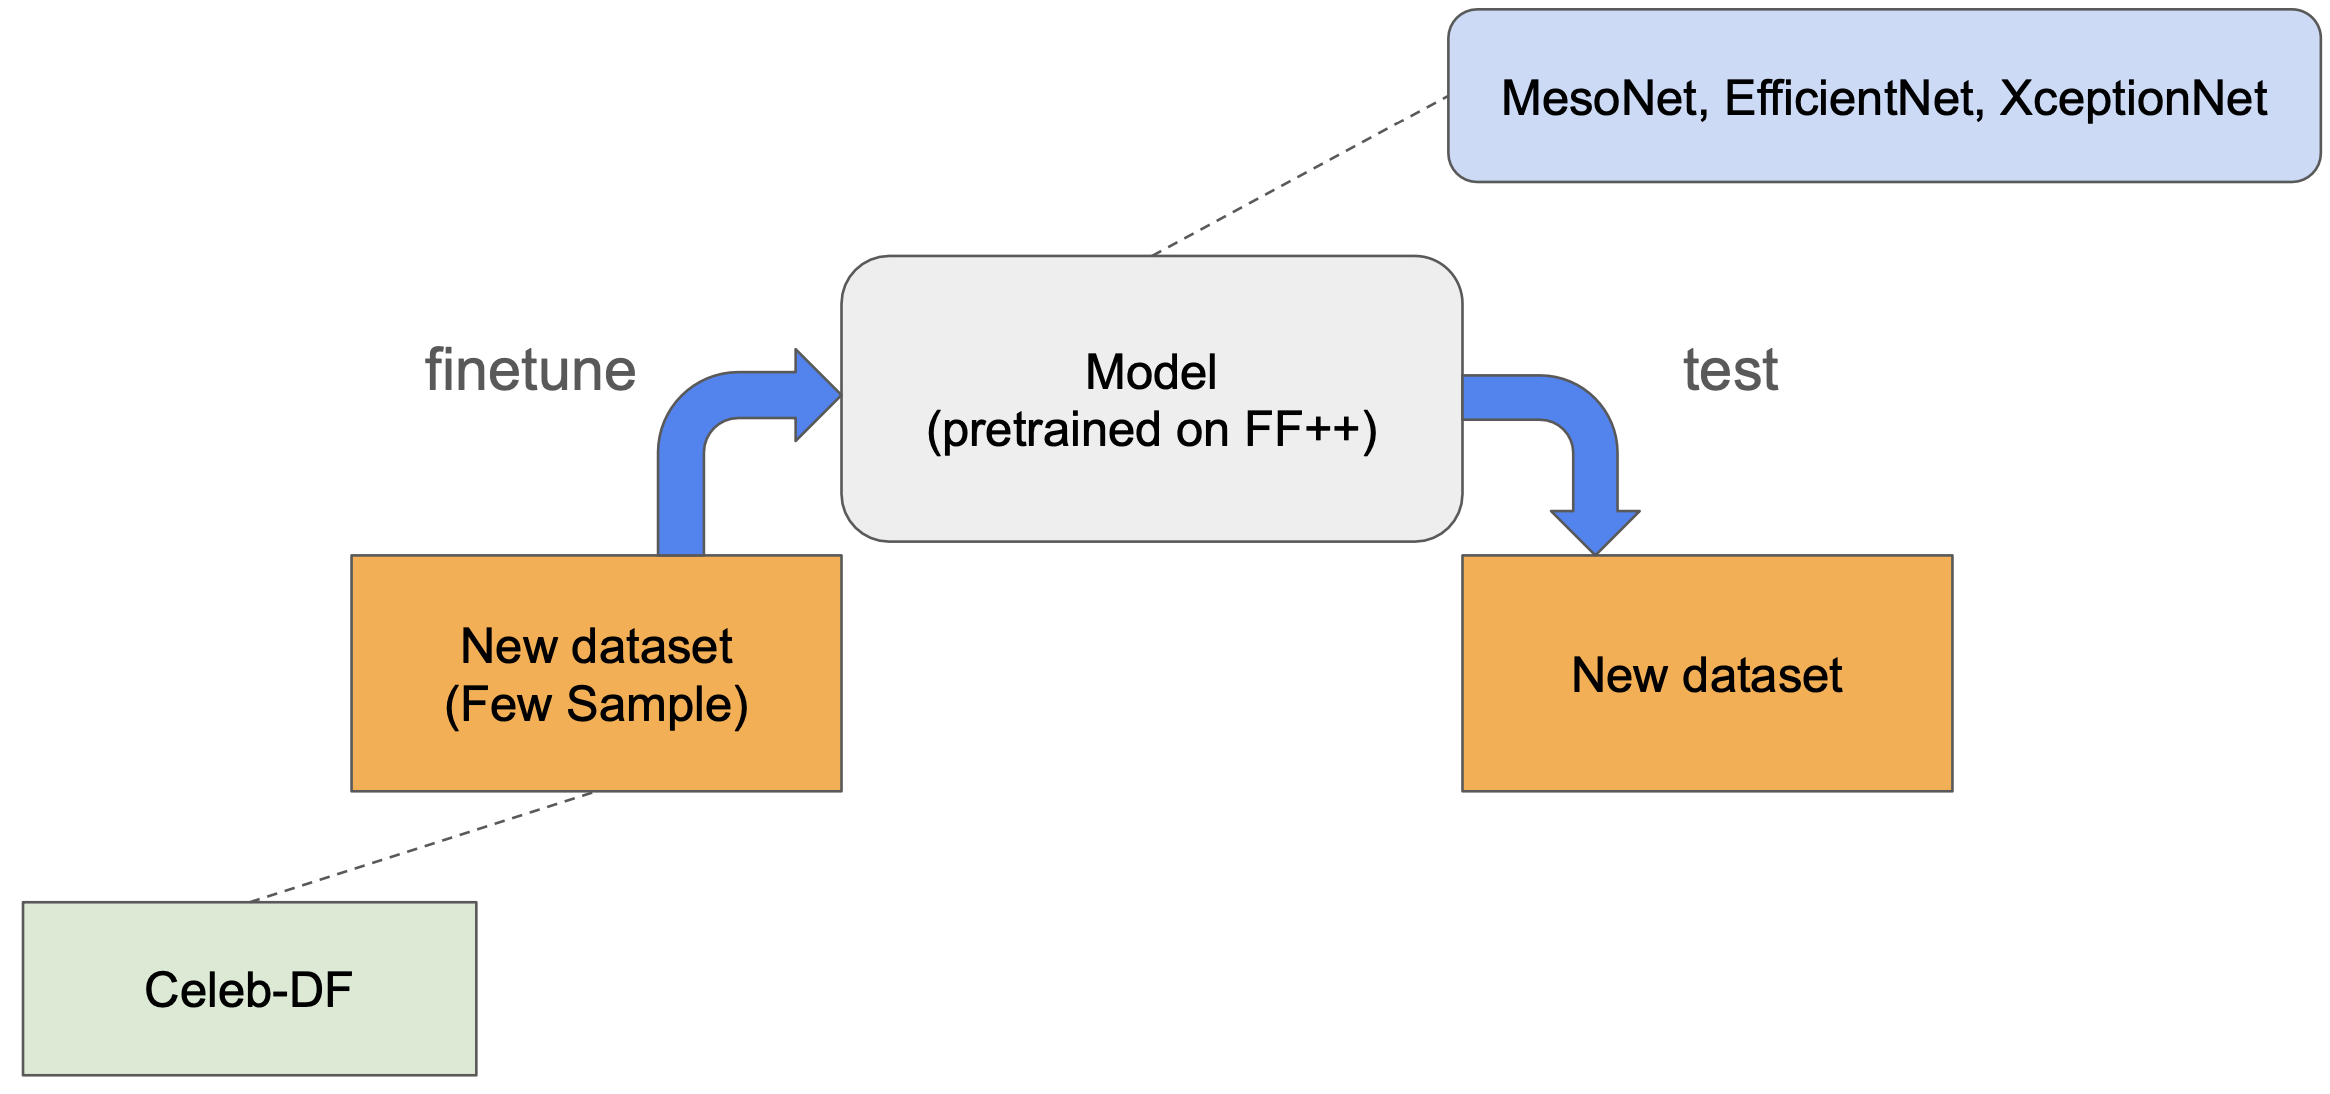 MesoNet, EfficientNet, XceptionNet
finetune
Model
(pretrained on FF++)
test
New dataset
(Few Sample)
New dataset
Celeb-DF